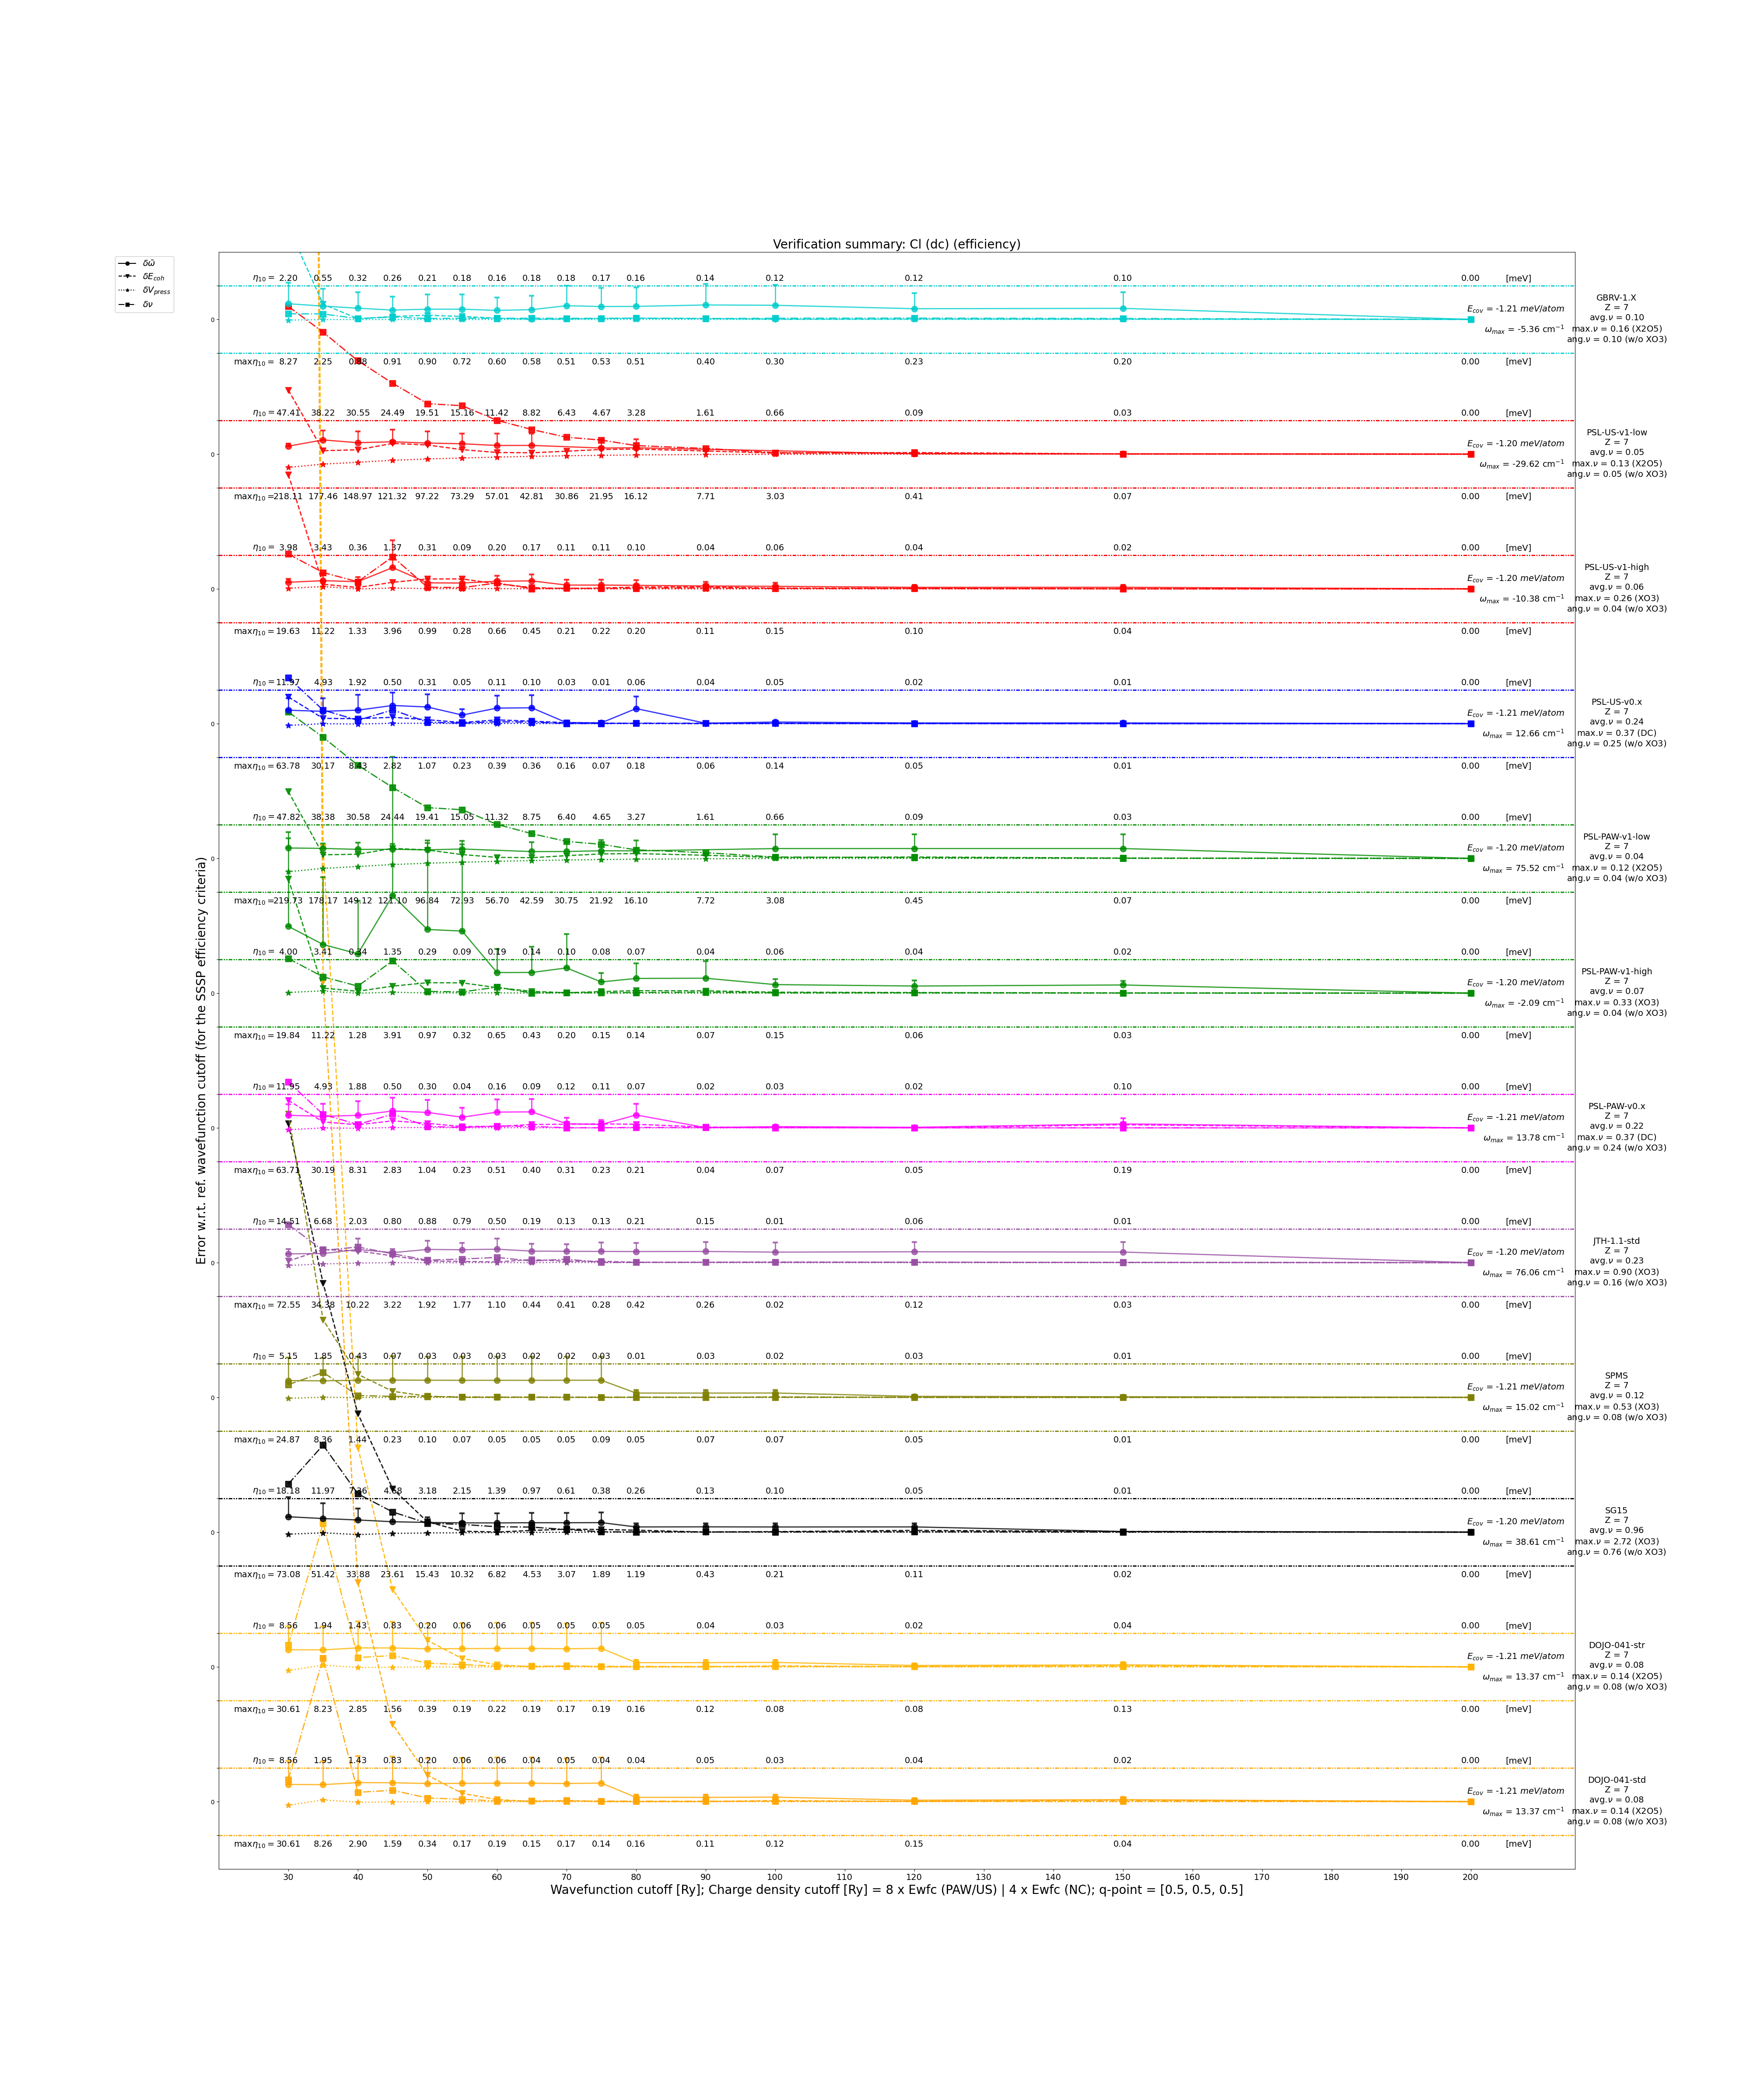 Verification summary: Cl (dc) (efficiency)
δω̄
δE_coh
δV_press
δν
η₁₀ = 2.20 0.55 0.32 0.26 0.21 0.18 0.16 0.18 0.18 0.17 0.16 0.14 0.12 0.12 0.10 0.00 [meV]
0
E_cov = -1.21 meV/atom
ω_max = -5.36 cm⁻¹
GBRV-1.X
Z = 7
avg.ν = 0.10
max.ν = 0.16 (X2O5)
ang.ν = 0.10 (w/o XO3)
maxη₁₀ = 8.27 2.25 0.91 0.90 0.72 0.60 0.58 0.51 0.53 0.51 0.40 0.30 0.23 0.20 0.00 [meV]
η₁₀ = 47.41 38.22 30.55 24.49 19.51 15.16 11.42 8.82 6.43 4.67 3.28 1.61 0.66 0.09 0.03 0.00 [meV]
0
E_cov = -1.20 meV/atom
ω_max = -29.62 cm⁻¹
PSL-US-v1-low
Z = 7
avg.ν = 0.05
max.ν = 0.13 (X2O5)
ang.ν = 0.05 (w/o XO3)
maxη₁₀ = 218.11 177.46 148.97 121.32 97.22 73.29 57.01 42.81 30.86 21.95 16.12 7.71 3.03 0.41 0.07 0.00 [meV]
η₁₀ = 3.98 3.43 0.36 1.37 0.31 0.09 0.20 0.17 0.11 0.11 0.10 0.04 0.06 0.04 0.02 0.00 [meV]
0
E_cov = -1.20 meV/atom
ω_max = -10.38 cm⁻¹
PSL-US-v1-high
Z = 7
avg.ν = 0.06
max.ν = 0.26 (XO3)
ang.ν = 0.04 (w/o XO3)
maxη₁₀ = 19.63 11.22 1.33 3.96 0.99 0.28 0.66 0.45 0.21 0.22 0.20 0.11 0.15 0.10 0.04 0.00 [meV]
η₁₀ = 11.97 4.93 1.92 0.50 0.31 0.05 0.11 0.10 0.03 0.01 0.06 0.04 0.05 0.02 0.01 0.00 [meV]
0
E_cov = -1.21 meV/atom
ω_max = 12.66 cm⁻¹
PSL-US-v0.x
Z = 7
avg.ν = 0.24
max.ν = 0.37 (DC)
ang.ν = 0.25 (w/o XO3)
maxη₁₀ = 63.78 30.17 2.82 1.07 0.23 0.39 0.36 0.16 0.07 0.18 0.06 0.14 0.05 0.01 0.00 [meV]
η₁₀ = 47.82 38.38 30.58 24.44 19.41 15.05 11.32 8.75 6.40 4.65 3.27 1.61 0.66 0.09 0.03 0.00 [meV]
0
E_cov = -1.20 meV/atom
ω_max = 75.52 cm⁻¹
PSL-PAW-v1-low
Z = 7
avg.ν = 0.04
max.ν = 0.12 (X2O5)
ang.ν = 0.04 (w/o XO3)
maxη₁₀ = 219.73 178.17 149.12 121.10 96.84 72.93 56.70 42.59 30.75 21.92 16.10 7.72 3.08 0.45 0.07 0.00 [meV]
η₁₀ = 4.00 3.41 0.34 1.35 0.29 0.09 0.19 0.14 0.10 0.08 0.07 0.04 0.06 0.04 0.02 0.00 [meV]
0
E_cov = -1.20 meV/atom
ω_max = -2.09 cm⁻¹
PSL-PAW-v1-high
Z = 7
avg.ν = 0.07
max.ν = 0.33 (XO3)
ang.ν = 0.04 (w/o XO3)
maxη₁₀ = 19.84 11.22 1.28 3.91 0.97 0.32 0.65 0.43 0.20 0.15 0.14 0.07 0.15 0.06 0.03 0.00 [meV]
η₁₀ = 11.95 4.93 1.88 0.50 0.30 0.04 0.16 0.09 0.12 0.11 0.07 0.02 0.03 0.02 0.10 0.00 [meV]
0
E_cov = -1.21 meV/atom
ω_max = 13.78 cm⁻¹
PSL-PAW-v0.x
Z = 7
avg.ν = 0.22
max.ν = 0.37 (DC)
ang.ν = 0.24 (w/o XO3)
maxη₁₀ = 63.71 30.19 8.31 2.83 1.04 0.23 0.51 0.40 0.31 0.23 0.21 0.04 0.07 0.05 0.19 0.00 [meV]
η₁₀ = 14.51 6.68 2.03 0.80 0.88 0.79 0.50 0.19 0.13 0.13 0.21 0.15 0.01 0.06 0.01 0.00 [meV]
0
E_cov = -1.20 meV/atom
ω_max = 76.06 cm⁻¹
JTH-1.1-std
Z = 7
avg.ν = 0.23
max.ν = 0.90 (XO3)
ang.ν = 0.16 (w/o XO3)
maxη₁₀ = 72.55 34.38 10.22 3.22 1.92 1.77 1.10 0.44 0.41 0.28 0.42 0.26 0.02 0.12 0.03 0.00 [meV]
η₁₀ = 5.15 1.85 0.43 0.07 0.03 0.03 0.03 0.02 0.02 0.03 0.01 0.03 0.02 0.03 0.01 0.00 [meV]
0
E_cov = -1.21 meV/atom
ω_max = 15.02 cm⁻¹
SPMS
Z = 7
avg.ν = 0.12
max.ν = 0.53 (XO3)
ang.ν = 0.08 (w/o XO3)
maxη₁₀ = 24.87 8.36 1.44 0.23 0.10 0.07 0.05 0.05 0.05 0.09 0.05 0.07 0.07 0.05 0.01 0.00 [meV]
η₁₀ = 18.18 11.97 3.18 2.15 1.39 0.97 0.61 0.38 0.26 0.13 0.10 0.05 0.01 0.00 [meV]
0
E_cov = -1.20 meV/atom
ω_max = 38.61 cm⁻¹
SG15
Z = 7
avg.ν = 0.96
max.ν = 2.72 (XO3)
ang.ν = 0.76 (w/o XO3)
maxη₁₀ = 73.08 51.42 33.88 23.61 15.43 10.32 6.82 4.53 3.07 1.89 1.19 0.43 0.21 0.11 0.02 0.00 [meV]
η₁₀ = 8.56 1.94 1.43 0.83 0.20 0.06 0.06 0.05 0.05 0.05 0.05 0.04 0.03 0.02 0.04 0.00 [meV]
0
E_cov = -1.21 meV/atom
ω_max = 13.37 cm⁻¹
DOJO-041-str
Z = 7
avg.ν = 0.08
max.ν = 0.14 (X2O5)
ang.ν = 0.08 (w/o XO3)
maxη₁₀ = 30.61 8.23 2.85 1.56 0.39 0.19 0.22 0.19 0.17 0.19 0.16 0.12 0.08 0.08 0.13 0.00 [meV]
η₁₀ = 8.56 1.95 1.43 0.83 0.20 0.06 0.06 0.04 0.05 0.04 0.04 0.05 0.03 0.04 0.02 0.00 [meV]
0
E_cov = -1.21 meV/atom
ω_max = 13.37 cm⁻¹
DOJO-041-std
Z = 7
avg.ν = 0.08
max.ν = 0.14 (X2O5)
ang.ν = 0.08 (w/o XO3)
maxη₁₀ = 30.61 8.26 2.90 1.59 0.34 0.17 0.19 0.15 0.17 0.14 0.16 0.11 0.12 0.15 0.04 0.00 [meV]
30 40 50 60 70 80 90 100 110 120 130 140 150 160 170 180 190 200
Wavefunction cutoff [Ry]; Charge density cutoff [Ry] = 8 x Ewfc (PAW/US) | 4 x Ewfc (NC); q-point = [0.5, 0.5, 0.5]
Error w.r.t. ref. wavefunction cutoff (for the SSSP efficiency criteria)